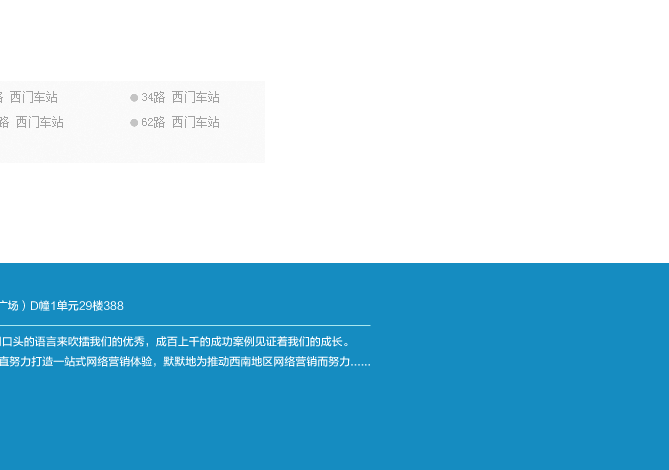 路 西门车站
34路 西门车站
路 西门车站
62路 西门车站
广场）D幢1单元29楼388
口头的语言来吹擂我们的优秀，成百上千的成功案例见证着我们的成长。
直努力打造一站式网络营销体验，默默地为推动西南地区网络营销而努力......